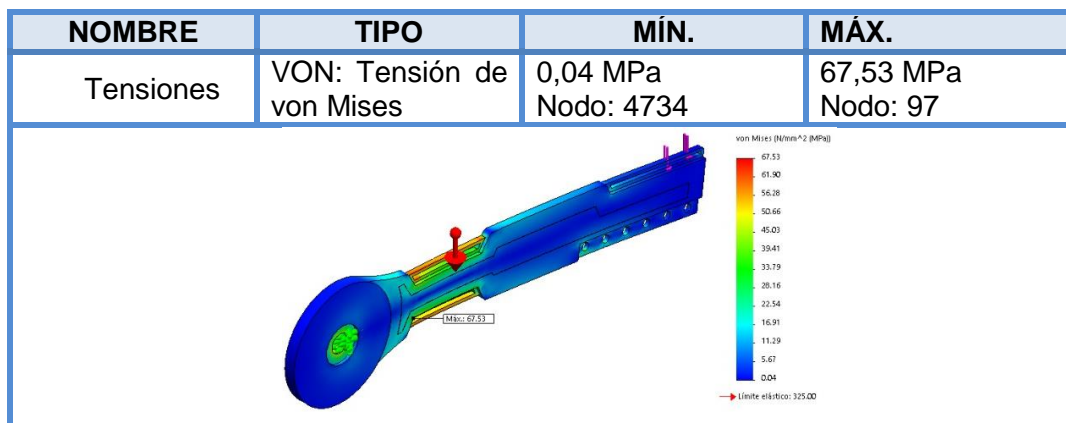 NOMBRE TIPO MÍN. MÁX.
Tensiones
VON: Tensión de
von Mises
0,04 MPa
Nodo: 4734
67,53 MPa
Nodo: 97
von Mises (N/mm^2 (MPa))
67.53
61.90
56.28
50.66
45.03
39.41
33.79
28.16
22.54
16.91
11.29
5.67
0.04
Límite elástico: 325.00
Máx.: 67.53